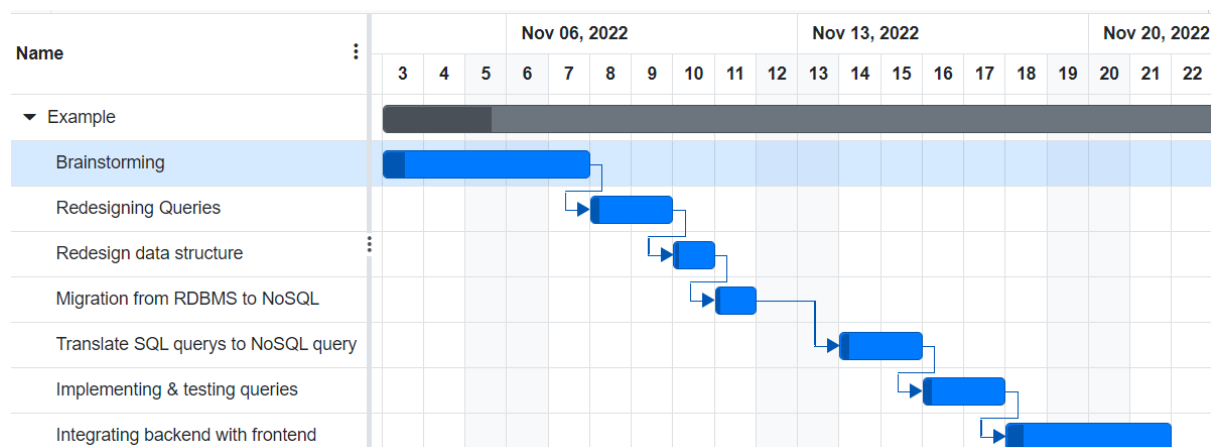 Name
Nov 06, 2022
Nov 13, 2022
Nov 20, 2022
3 4 5 6 7 8 9 10 11 12 13 14 15 16 17 18 19 20 21 22
Example
Brainstorming
Redesigning Queries
Redesign data structure
Migration from RDBMS to NoSQL
Translate SQL querys to NoSQL query
Implementing & testing queries
Integrating backend with frontend